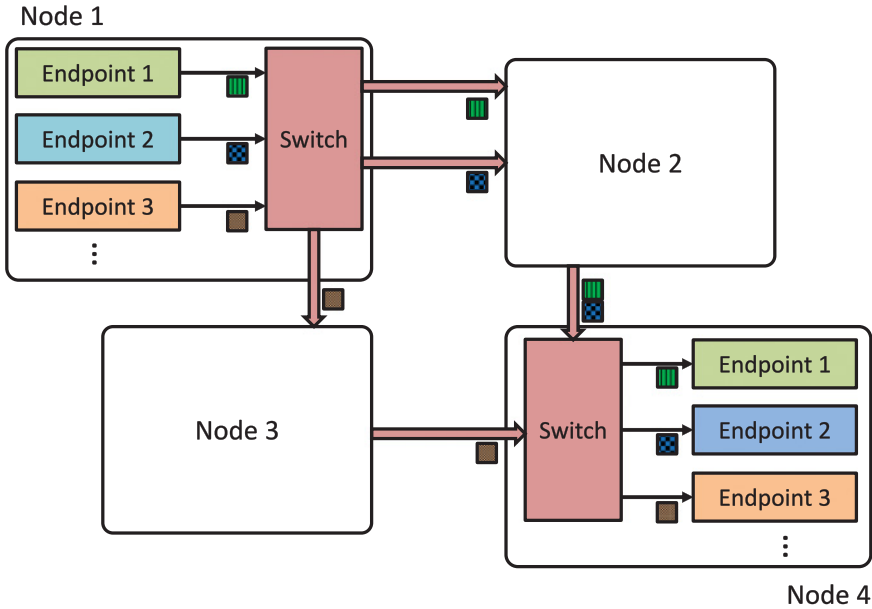 Node 1
Endpoint 1
Endpoint 2
Switch
Endpoint 3
...
Node 2
Node 3
Switch
Endpoint 1
Endpoint 2
Endpoint 3
...
Node 4